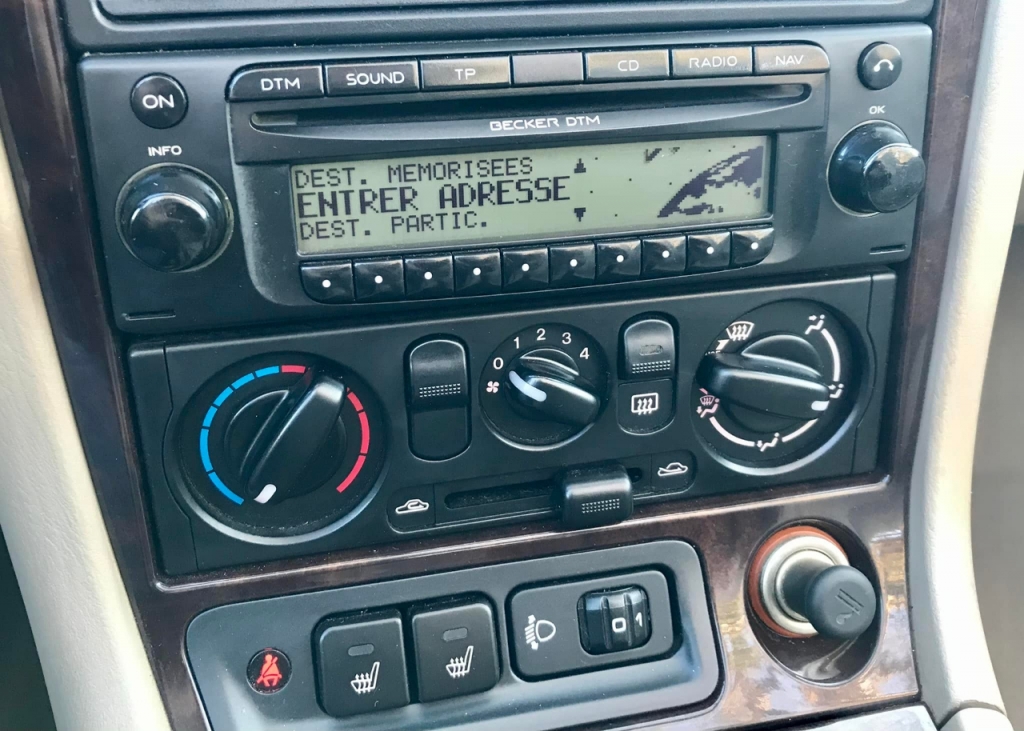 DTM SOUND TP CD RADIO NAV
ON
INFO
BECKER DTM
OK
DEST. MEMORISEES
ENTRER ADRESSE
DEST. PARTIC.
0 1 2 3 4
0 1